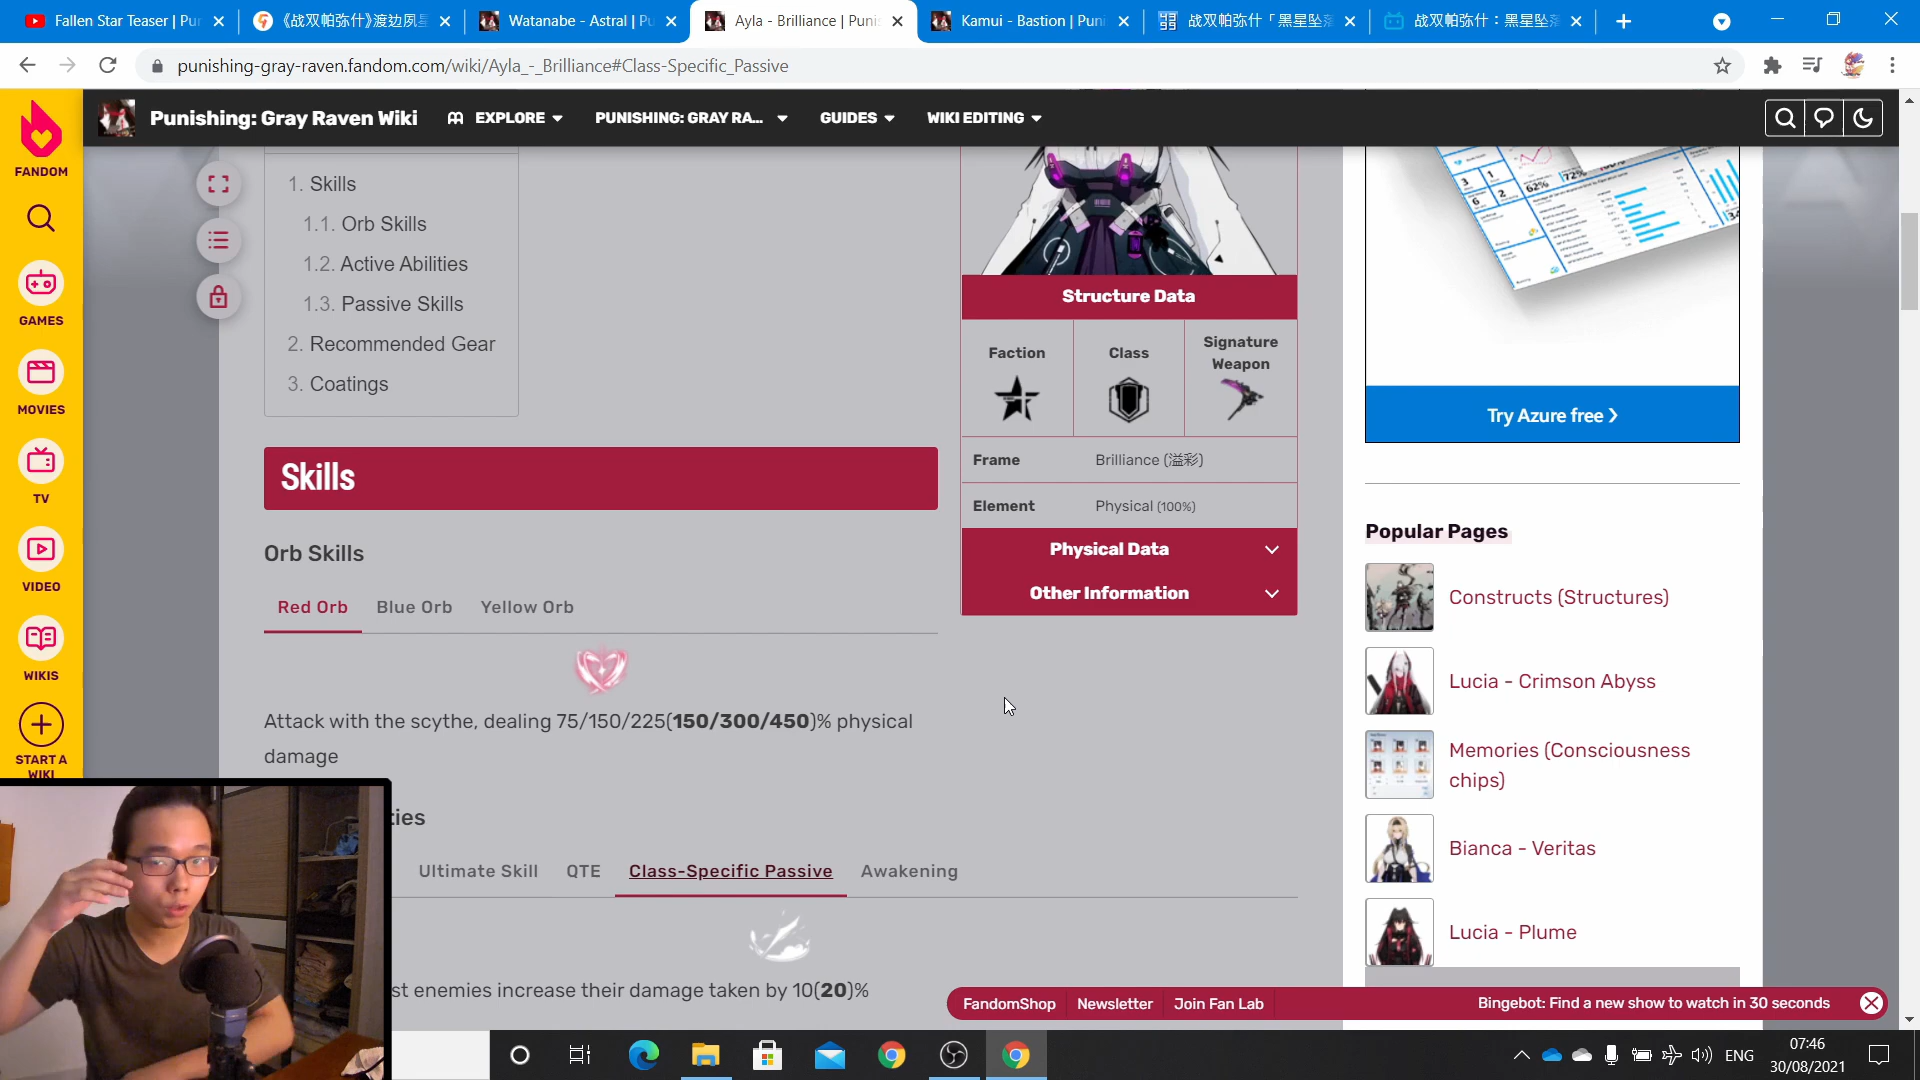 Fallen Star Teaser | Pun
《战双帕弥什》渡边夙星
Watanabe - Astral | Pu
Ayla - Brilliance | Punis
Kamui - Bastion | Puni
战双帕弥什「黑星坠落
战双帕弥什：黑星坠落
punishing-gray-raven.fandom.com/wiki/Ayla_-_Brilliance#Class-Specific_Passive
Punishing: Gray Raven Wiki
EXPLORE
PUNISHING: GRAY RA...
GUIDES
WIKI EDITING
FANDOM
GAMES
MOVIES
TV
VIDEO
WIKIS
START A
WIKI
1. Skills
1.1. Orb Skills
1.2. Active Abilities
1.3. Passive Skills
2. Recommended Gear
3. Coatings
Skills
Orb Skills
Red Orb
Blue Orb
Yellow Orb
Attack with the scythe, dealing 75/150/225(150/300/450)% physical
damage
ties
Ultimate Skill
QTE
Class-Specific Passive
Awakening
st enemies increase their damage taken by 10(20)%
Structure Data
Faction
Class
Signature
Weapon
Frame
Brilliance (溢彩)
Element
Physical (100%)
Physical Data
Other Information
62%
72%
Try Azure free ❯
Popular Pages
Constructs (Structures)
Lucia - Crimson Abyss
Memories (Consciousness
chips)
Bianca - Veritas
Lucia - Plume
FandomShop
Newsletter
Join Fan Lab
Bingebot: Find a new show to watch in 30 seconds
ENG
07:46
30/08/2021